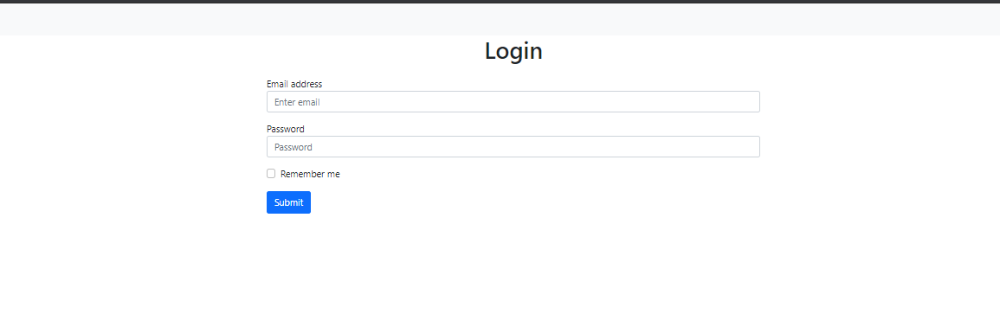 Login
Email address
Enter email
Password
Password
Remember me
Submit